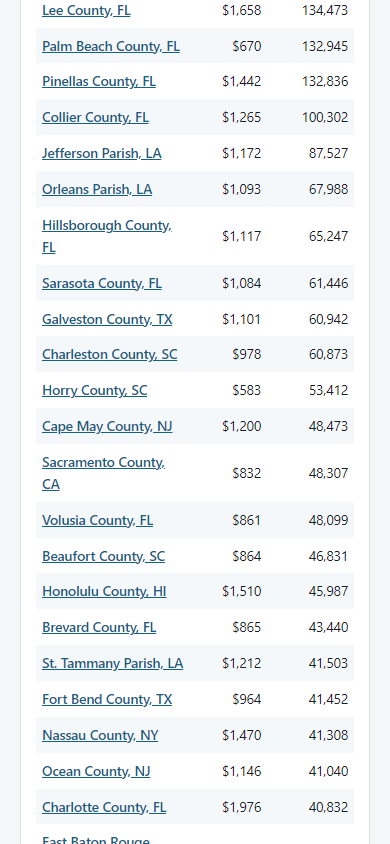 Lee County, FL $1,658 134,473
Palm Beach County, FL $670 132,945
Pinellas County, FL $1,442 132,836
Collier County, FL $1,265 100,302
Jefferson Parish, LA $1,172 87,527
Orleans Parish, LA $1,093 67,988
Hillsborough County,
FL $1,117 65,247
Sarasota County, FL $1,084 61,446
Galveston County, TX $1,101 60,942
Charleston County, SC $978 60,873
Horry County, SC $583 53,412
Cape May County, NJ $1,200 48,473
Sacramento County,
CA $832 48,307
Volusia County, FL $861 48,099
Beaufort County, SC $864 46,831
Honolulu County, HI $1,510 45,987
Brevard County, FL $865 43,440
St. Tammany Parish, LA $1,212 41,503
Fort Bend County, TX $964 41,452
Nassau County, NY $1,470 41,308
Ocean County, NJ $1,146 41,040
Charlotte County, FL $1,976 40,832
East Baton Rouge